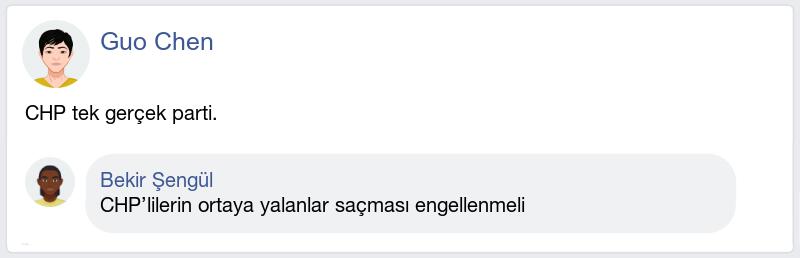 Guo Chen
CHP tek gerçek parti.
Bekir Şengül
CHP’lilerin ortaya yalanlar saçması engellenmeli